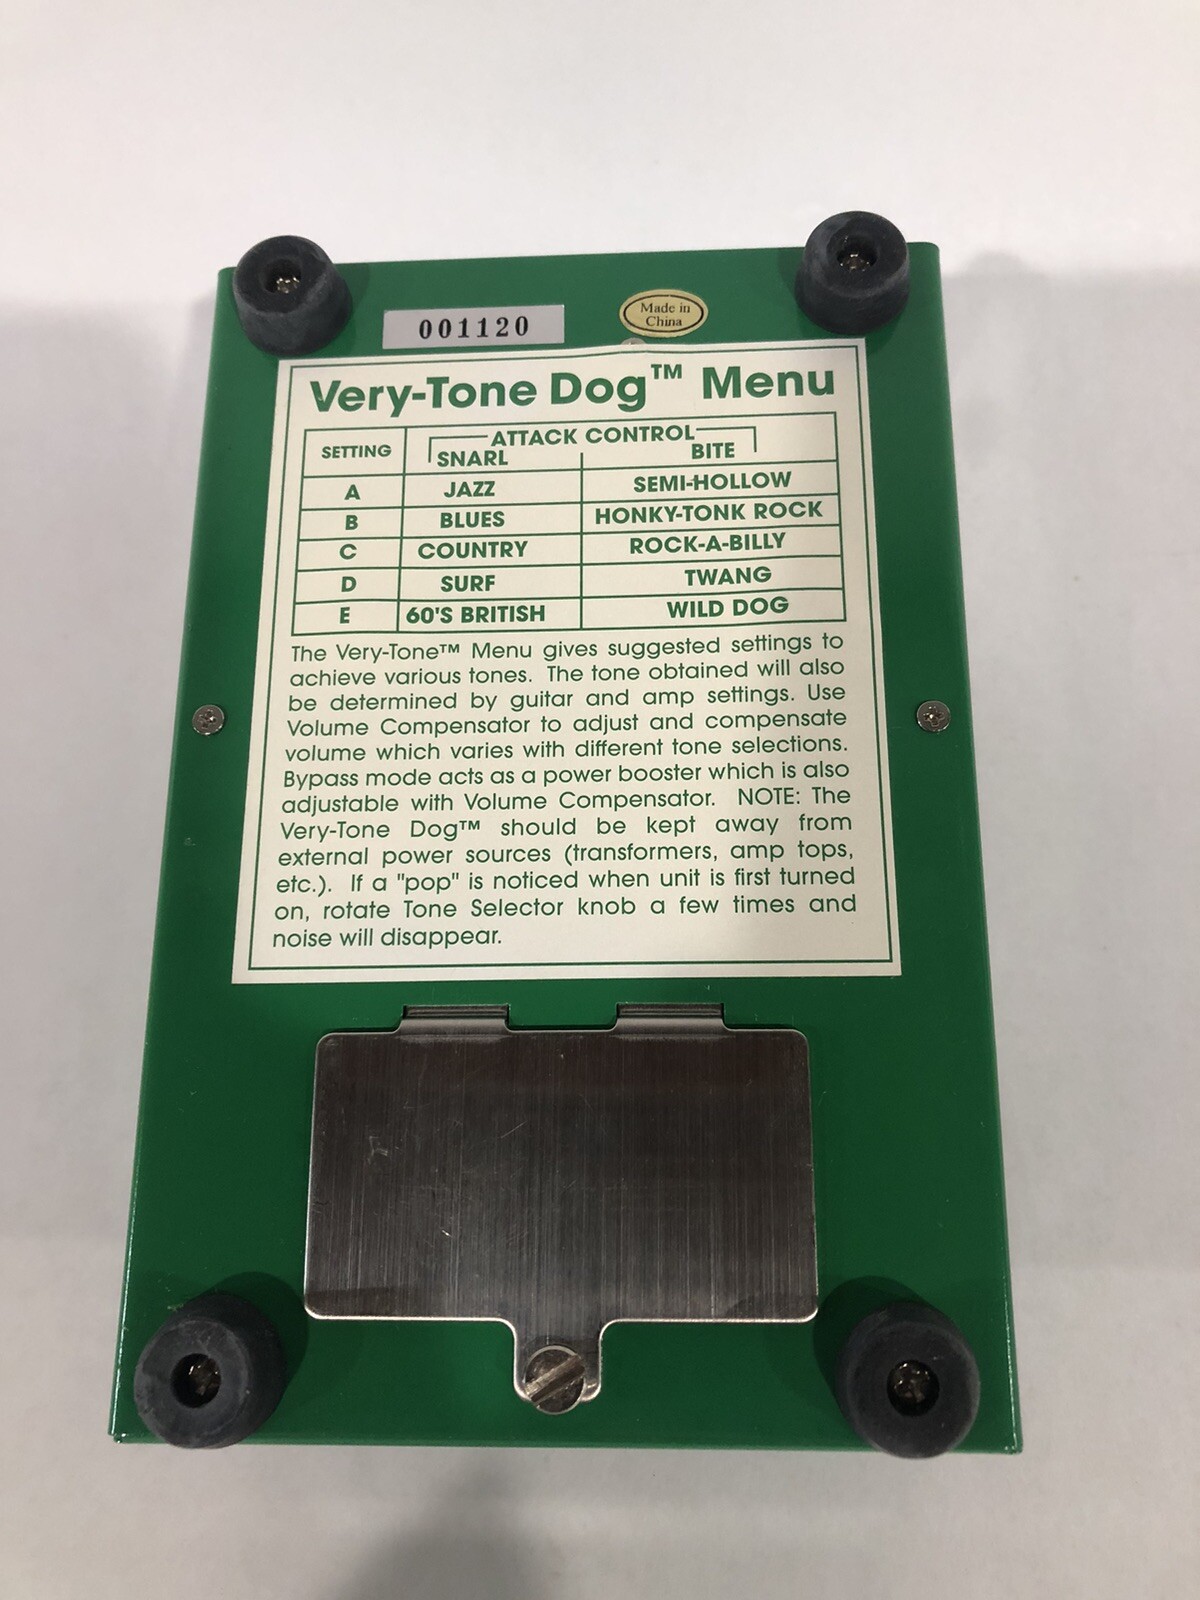 001120
Made in
China
Very-Tone Dog™ Menu
SETTING
ATTACK CONTROL
SNARL BITE
A JAZZ SEMI-HOLLOW
B BLUES HONKY-TONK ROCK
C COUNTRY ROCK-A-BILLY
D SURF TWANG
E 60'S BRITISH WILD DOG
The Very-Tone™ Menu gives suggested settings to
achieve various tones. The tone obtained will also
be determined by guitar and amp settings. Use
Volume Compensator to adjust and compensate
volume which varies with different tone selections.
Bypass mode acts as a power booster which is also
adjustable with Volume Compensator. NOTE: The
Very-Tone Dog™ should be kept away from
external power sources (transformers, amp tops,
etc.). If a "pop" is noticed when unit is first turned
on, rotate Tone Selector knob a few times and
noise will disappear.